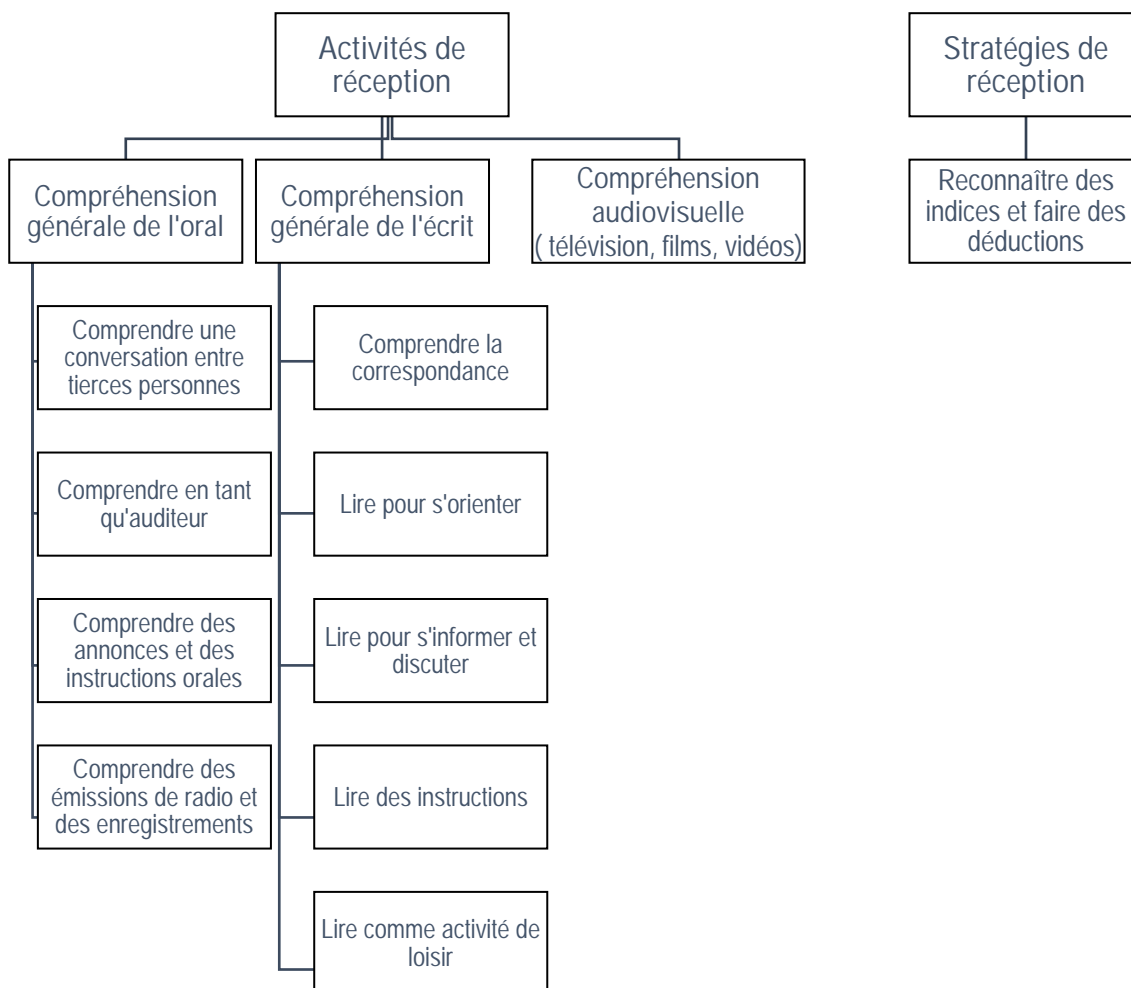 Activités de
réception
Stratégies de
réception
Compréhension
générale de l'oral
Compréhension
générale de l'écrit
Compréhension
audiovisuelle
( télévision, films, vidéos)
Reconnaître des
indices et faire des
déductions
Comprendre une
conversation entre
tierces personnes
Comprendre en tant
qu'auditeur
Comprendre des
annonces et des
instructions orales
Comprendre des
émissions de radio et
des enregistrements
Comprendre la
correspondance
Lire pour s'orienter
Lire pour s'informer et
discuter
Lire des instructions
Lire comme activité de
loisir